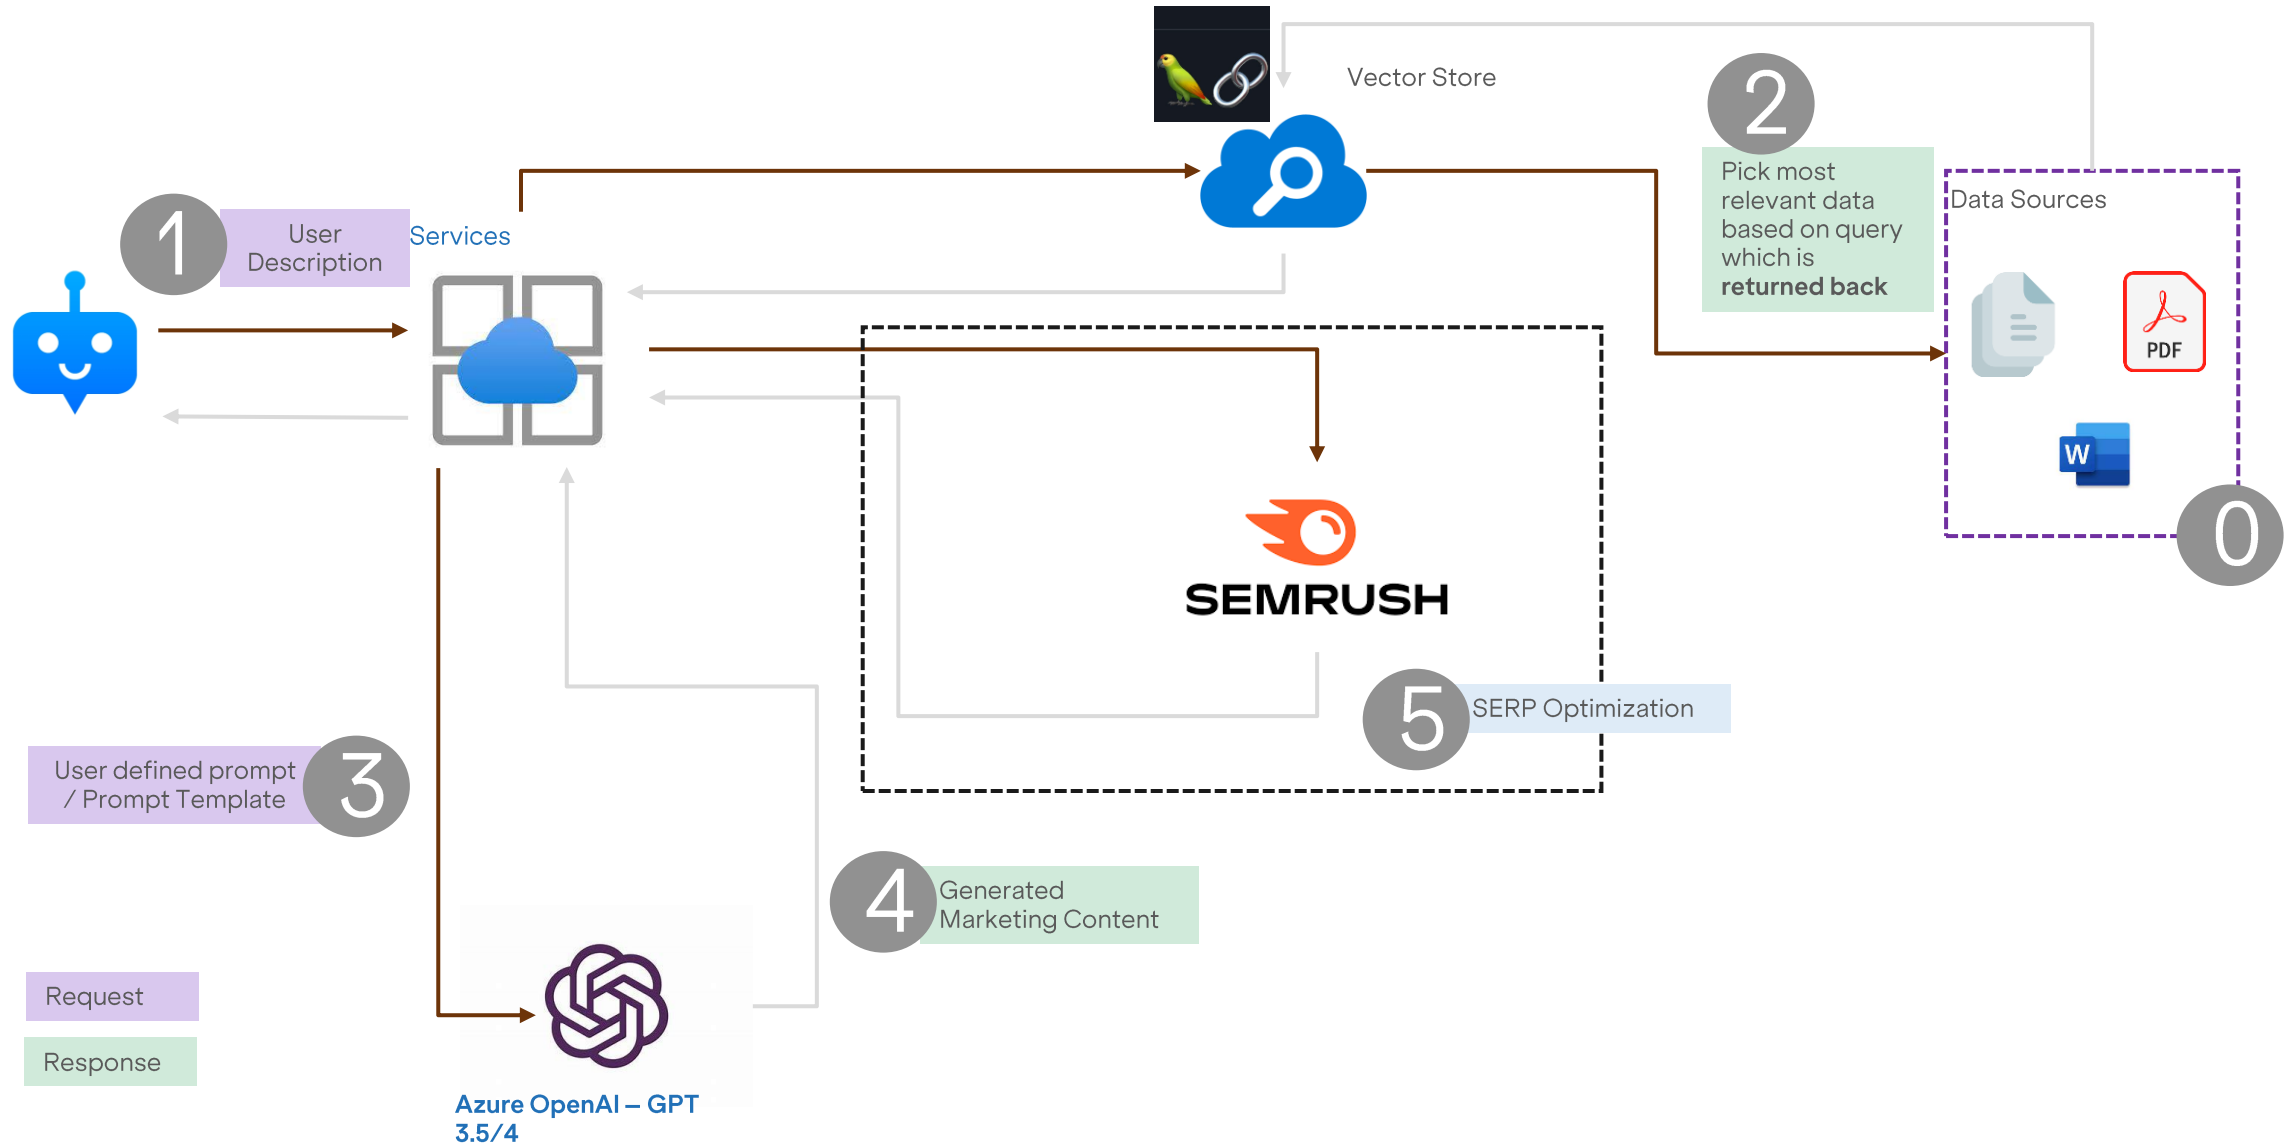 Vector Store
2
Pick most
relevant data
based on query
which is
returned back
Data Sources
PDF
W
0
1
User
Description
Services
SEMRUSH
5
SERP Optimization
User defined prompt
/ Prompt Template
3
4
Generated
Marketing Content
Request
Response
Azure OpenAI – GPT
3.5/4